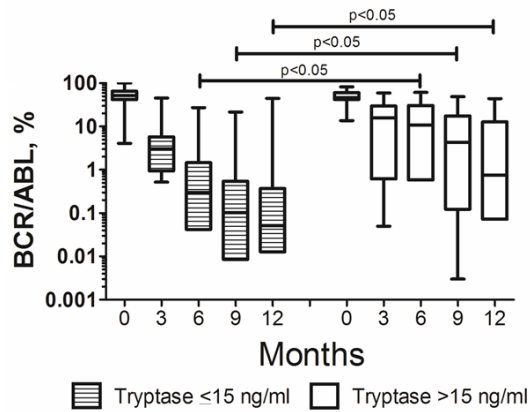 p<0.05
p<0.05
p<0.05
BCR/ABL, %
100
10
1
0.1
0.01
0.001
0 3 6 9 12 0 3 6 9 12
Months
Tryptase ≤15 ng/ml Tryptase >15 ng/ml